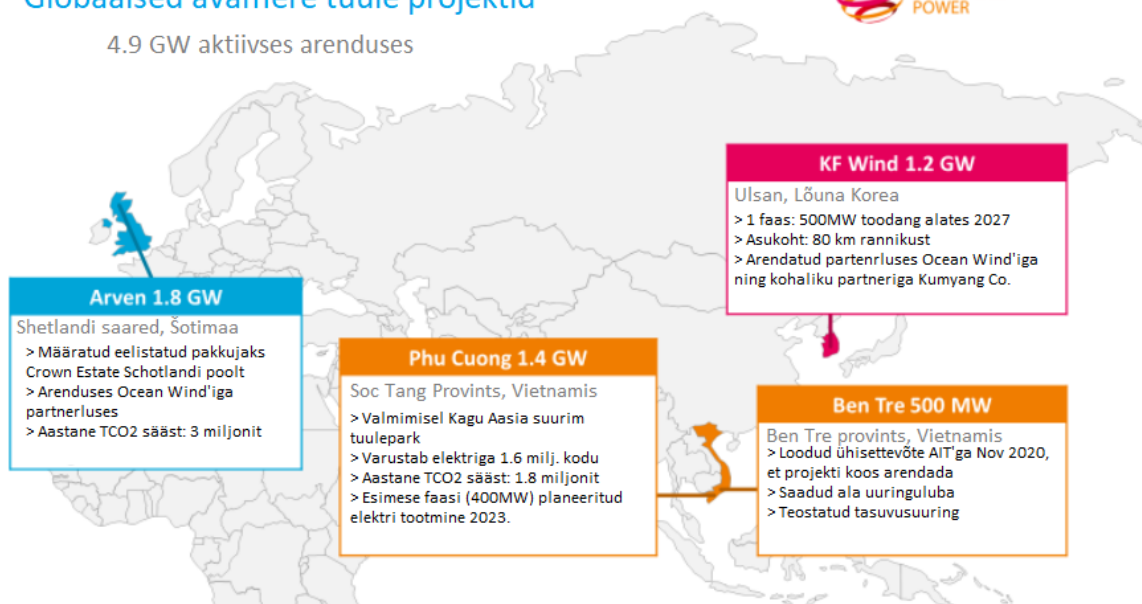 Globaalsed avamere tuule projektid
POWER
4.9 GW aktiivses arenduses
KF Wind 1.2 GW
Ulsan, Lõuna Korea
> 1 faas: 500MW toodang alates 2027
> Asukoht: 80 km rannikust
> Arendatud partenrluses Ocean Wind'iga
ning kohaliku partneriga Kumyang Co.
Arven 1.8 GW
Shetlandi saared, Šotimaa
> Määratud eelistatud pakkujaks
Crown Estate Schotlandi poolt
> Arenduses Ocean Wind'iga
partnerluses
> Aastane TCO2 sääst: 3 miljonit
Phu Cuong 1.4 GW
Soc Tang Provints, Vietnamis
> Valmimisel Kagu Aasia suurim
tuulepark
> Varustab elektriga 1.6 milj. kodu
> Aastane TCO2 sääst: 1.8 miljonit
> Esimese faasi (400MW) planeeritud
elektri tootmine 2023.
Ben Tre 500 MW
Ben Tre provints, Vietnamis
> Loodud ühisettevõte AIT'ga Nov 2020,
et projekti koos arendada
> Saadud ala uuringuluba
> Teostatud tasuvusuuring